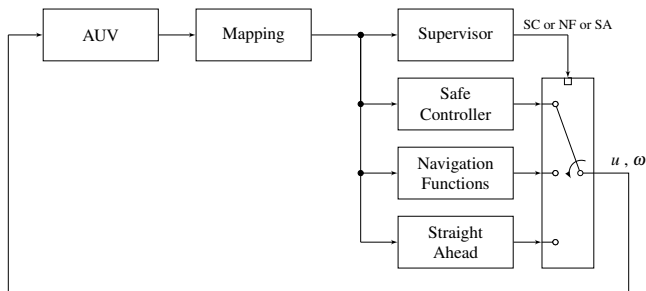 AUV
Mapping
Supervisor
SC or NF or SA
Safe
Controller
Navigation
Functions
u , ω
Straight
Ahead